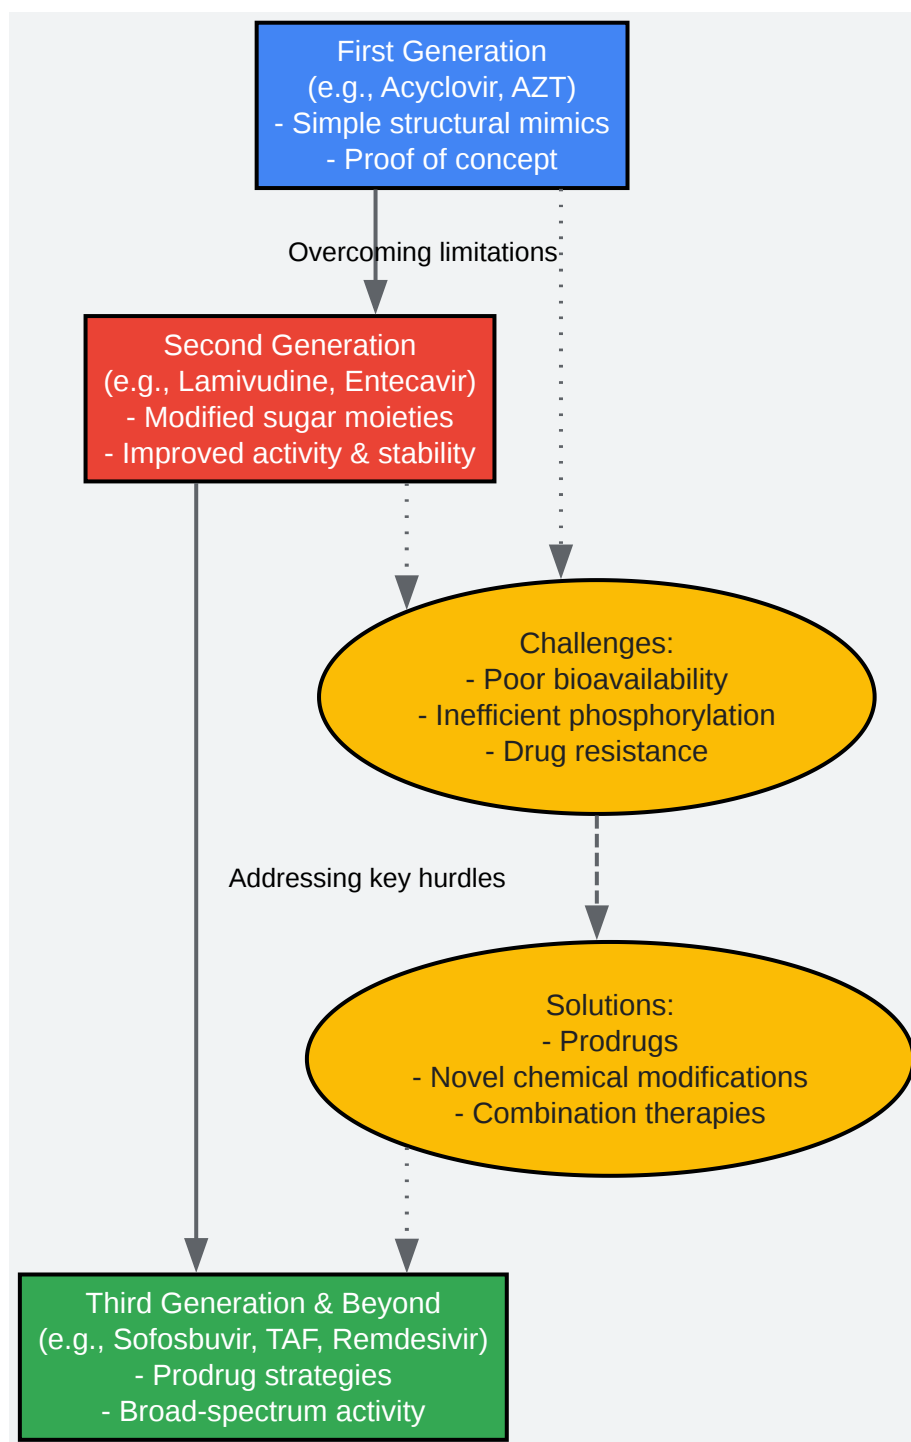 First Generation
(e.g., Acyclovir, AZT)
- Simple structural mimics
- Proof of concept
Overcoming limitations
Second Generation
(e.g., Lamivudine, Entecavir)
- Modified sugar moieties
- Improved activity & stability
Challenges:
- Poor bioavailability
- Inefficient phosphorylation
- Drug resistance
Addressing key hurdles
Solutions:
- Prodrugs
- Novel chemical modifications
- Combination therapies
Third Generation & Beyond
(e.g., Sofosbuvir, TAF, Remdesivir)
- Prodrug strategies
- Broad-spectrum activity